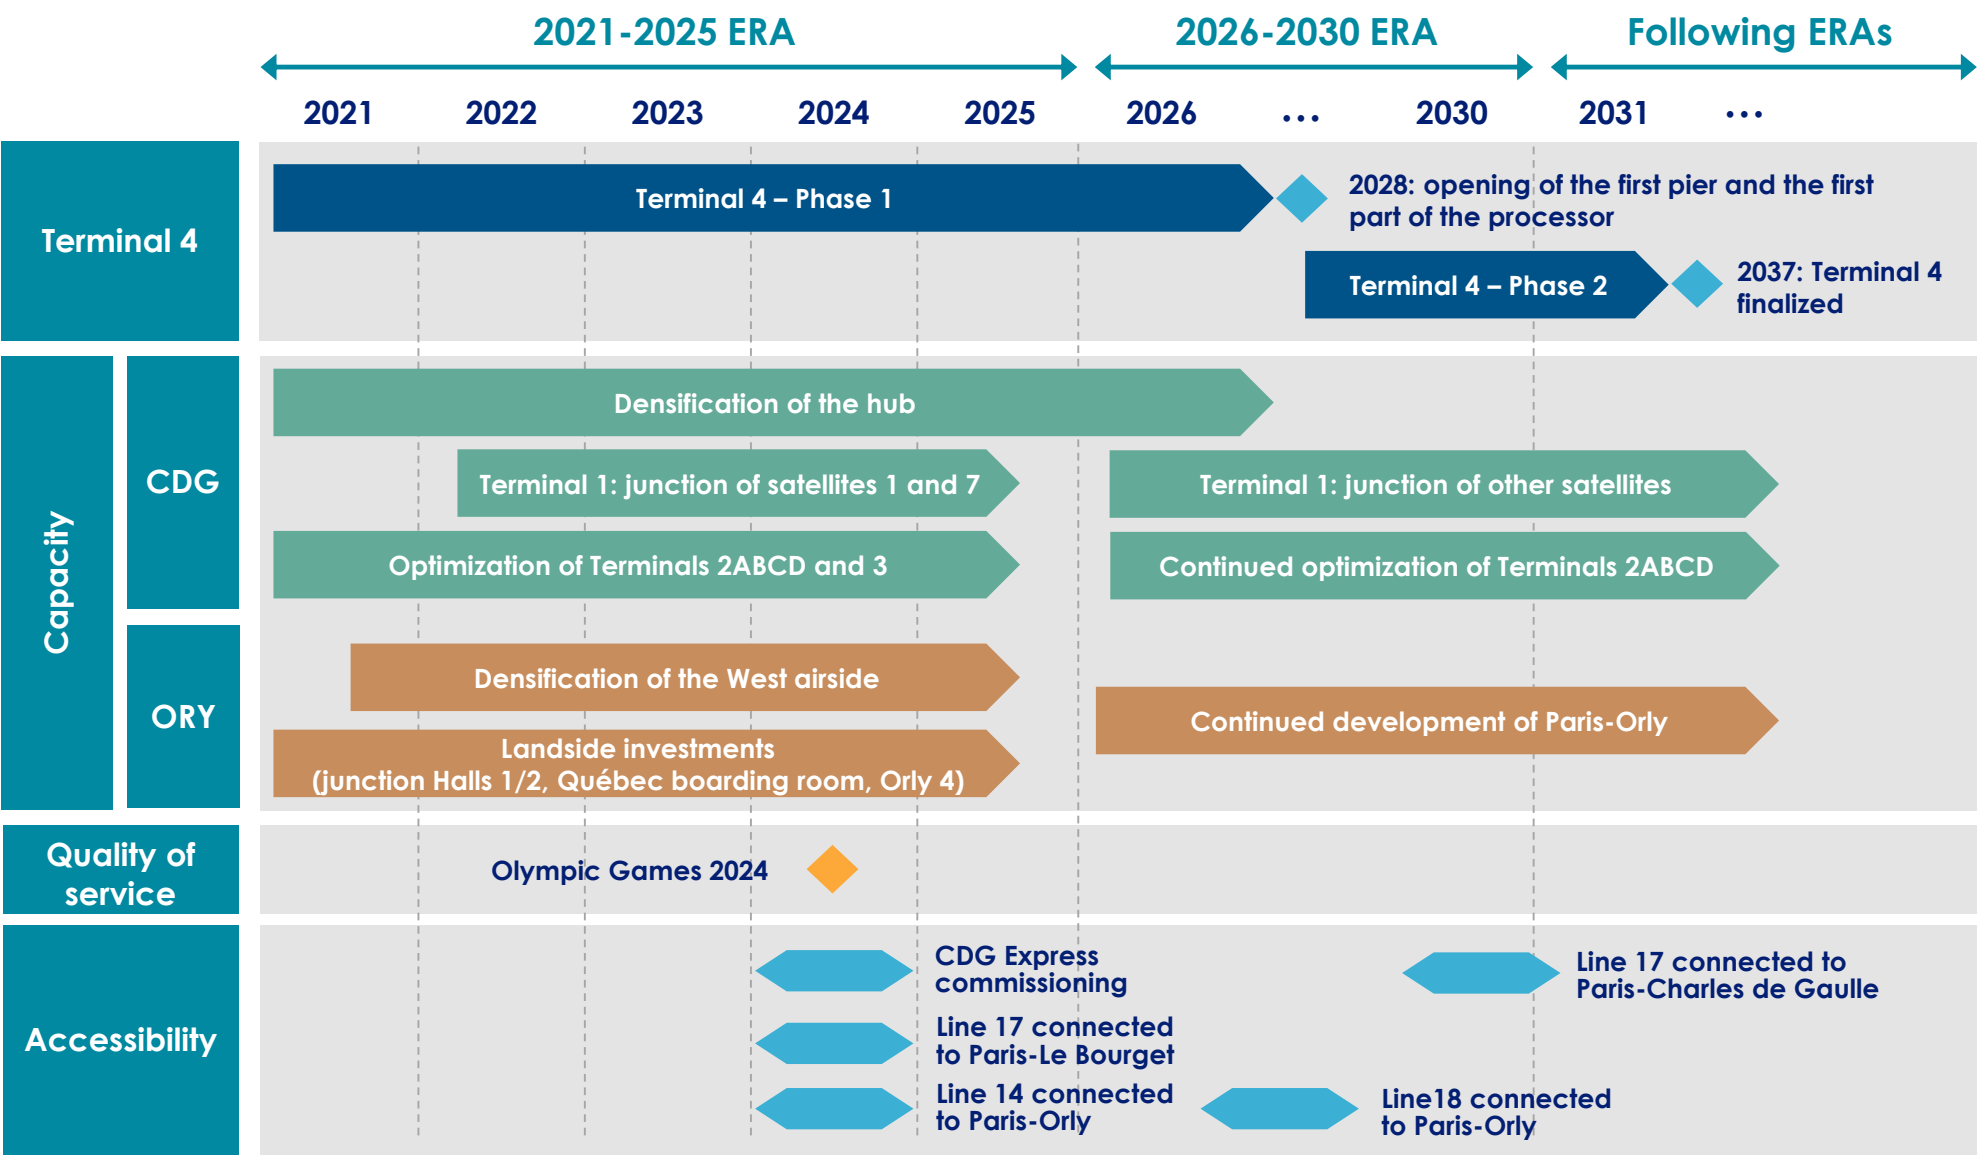 2021-2025 ERA
2026-2030 ERA
Following ERAs
2021
2022
2023
2024
2025
2026
...
2030
2031
...
Terminal 4
Terminal 4 – Phase 1
2028: opening of the first pier and the first
part of the processor
Terminal 4 – Phase 2
2037: Terminal 4
finalized
Capacity
CDG
Densification of the hub
Terminal 1: junction of satellites 1 and 7
Terminal 1: junction of other satellites
Optimization of Terminals 2ABCD and 3
Continued optimization of Terminals 2ABCD
ORY
Densification of the West airside
Continued development of Paris-Orly
Landside investments
(junction Halls 1/2, Québec boarding room, Orly 4)
Quality of
service
Olympic Games 2024
Accessibility
CDG Express
commissioning
Line 17 connected to
Paris-Charles de Gaulle
Line 17 connected
to Paris-Le Bourget
Line 14 connected
to Paris-Orly
Line18 connected
to Paris-Orly